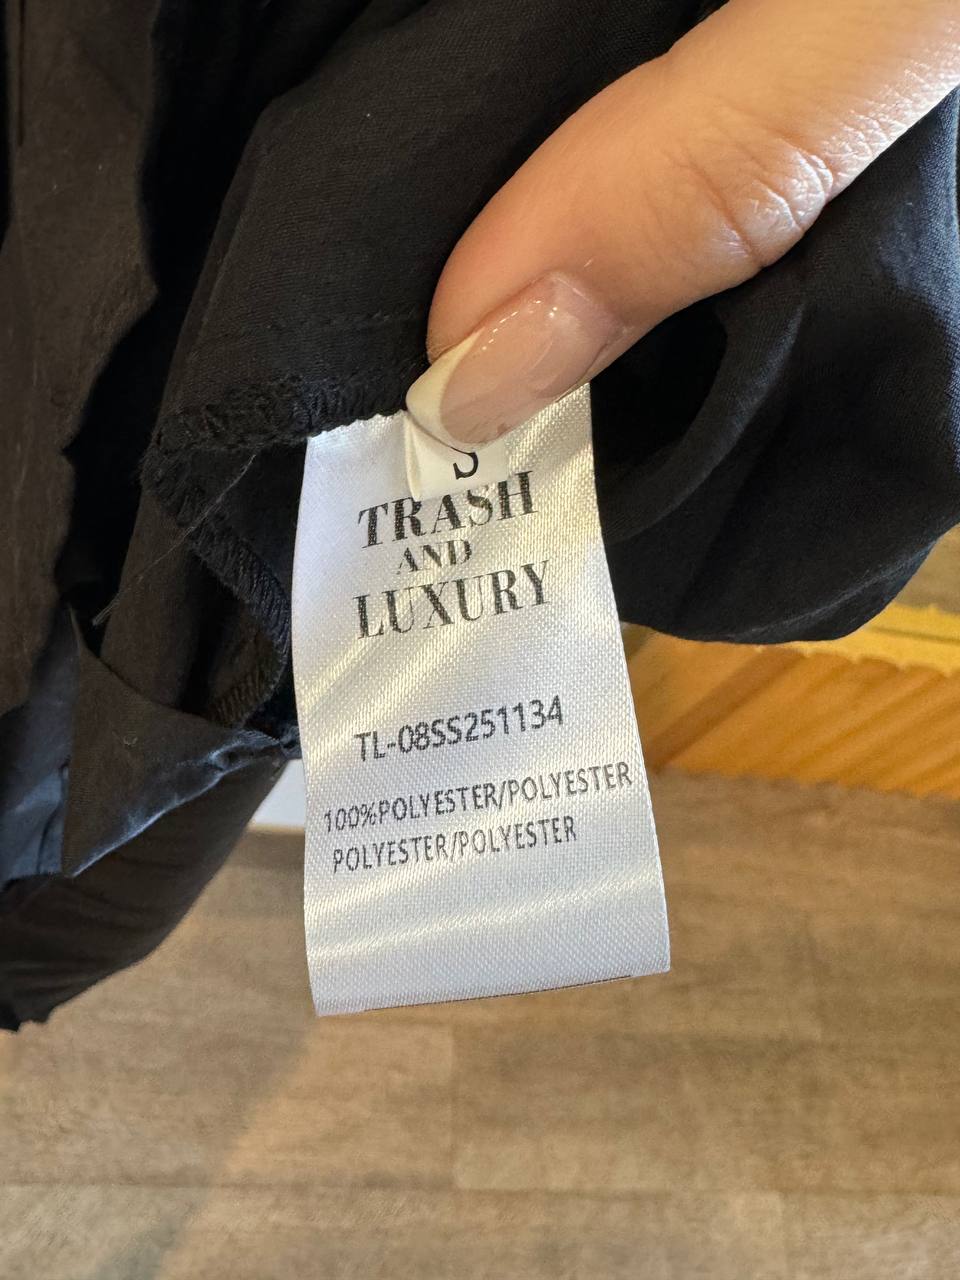 S
TRASH
AND
LUXURY
TL-08SS251134
100%POLYESTER/POLYESTER
POLYESTER/POLYESTER